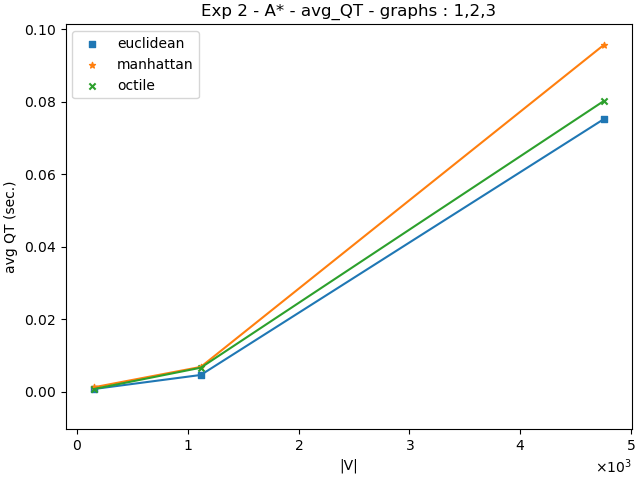 Exp 2 - A* - avg_QT - graphs : 1,2,3
euclidean
manhattan
octile
avg QT (sec.)
0.10
0.08
0.06
0.04
0.02
0.00
0 1 2 3 4 5
|V|
×10³